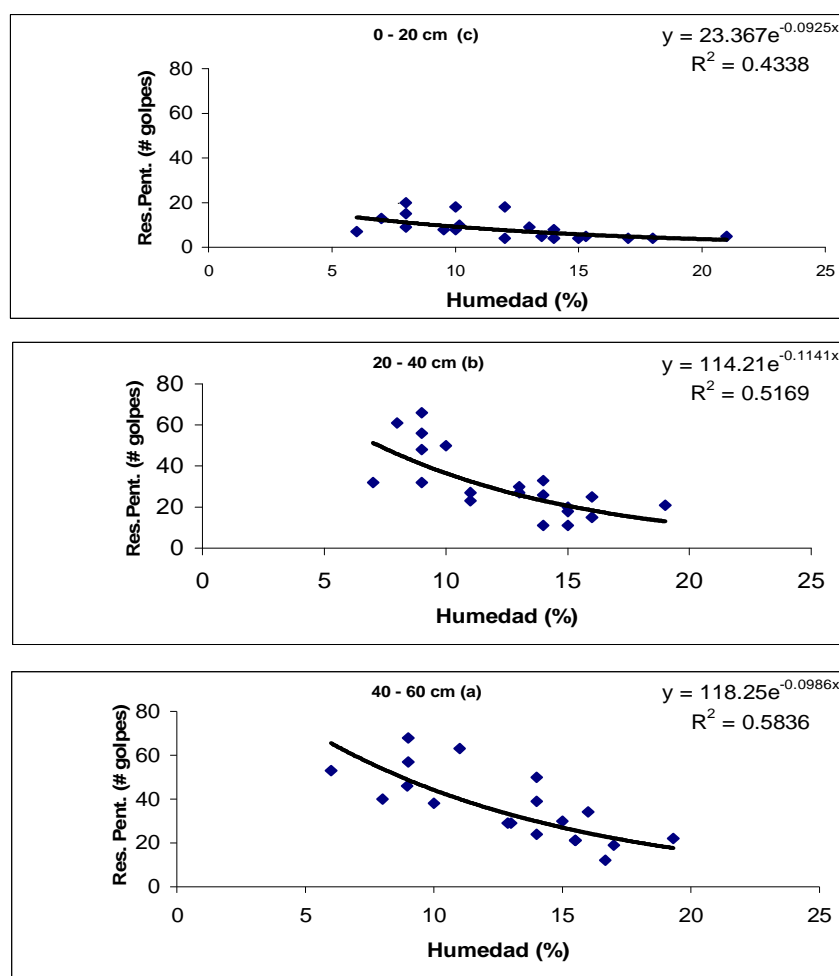 0 - 20 cm (c)
y = 23.367e^-0.0925x
R² = 0.4338
80
60
40
20
0
Res.Pent. (# golpes)
0 5 10 15 20 25
Humedad (%)
20 - 40 cm (b)
y = 114.21e^-0.1141x
R² = 0.5169
80
60
40
20
0
Res.Pent. (# golpes)
0 5 10 15 20 25
Humedad (%)
40 - 60 cm (a)
y = 118.25e^-0.0986x
R² = 0.5836
80
60
40
20
0
Res. Pent. (# golpes)
0 5 10 15 20 25
Humedad (%)